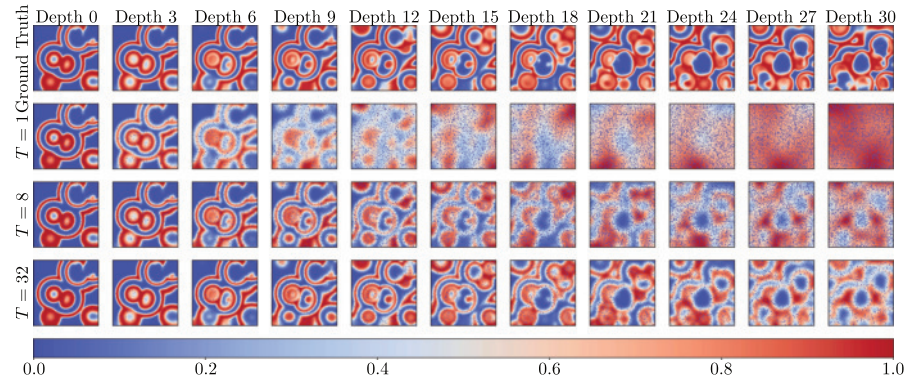 Depth 0 Depth 3 Depth 6 Depth 9 Depth 12 Depth 15 Depth 18 Depth 21 Depth 24 Depth 27 Depth 30
Ground Truth
T = 1
T = 8
T = 32
0.0 0.2 0.4 0.6 0.8 1.0